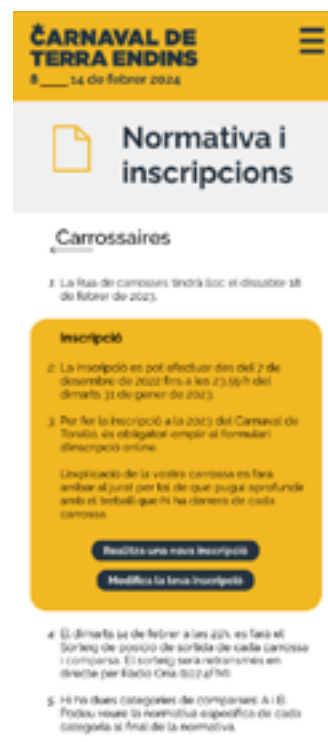 CARNAVAL DE
TERRA ENDINS
8___14 de febrer 2024
Normativa i
inscripcions
Carrossaires
1 La Rua de carrosses tindrà lloc el dissabte 18
de febrer de 2023.
Inscripció
2 La inscripció es pot efectuar des del 7 de
desembre de 2022 fins a les 23.59h del
dimarts 31 de gener de 2023.
3 Per fer la inscripció a la 2023 del Carnaval de
Torelló, és obligatori omplir el formulari
d'inscripció online.
L'explicació de la vostra carrossa es farà
arribar al jurat per tal de que pugui aprofundir
amb el treball que hi ha darrera de cada
carrossa.
Realitza una nova inscripció
Modifica la teva inscripció
4 El dimarts 14 de febrer a les 21h, es farà el
Sorteig de posició de sortida de cada carrossa
i comparsa. El sorteig serà retransmès en
directe per Ràdio Ona (107.4FM).
5 Hi ha dues categories de comparses: A i B.
Podeu veure la normativa específica de cada
categoria al final de la normativa.